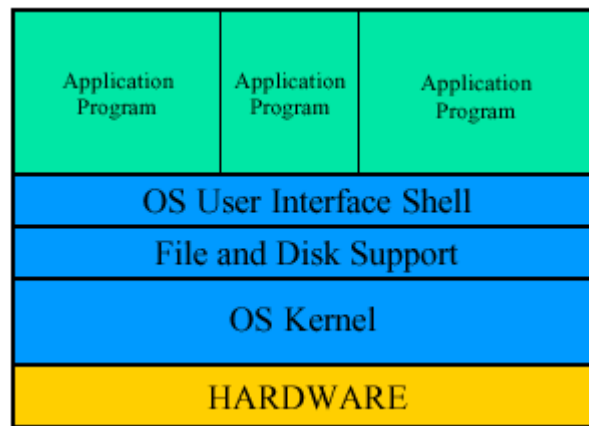 Application
Program
Application
Program
Application
Program
OS User Interface Shell
File and Disk Support
OS Kernel
HARDWARE